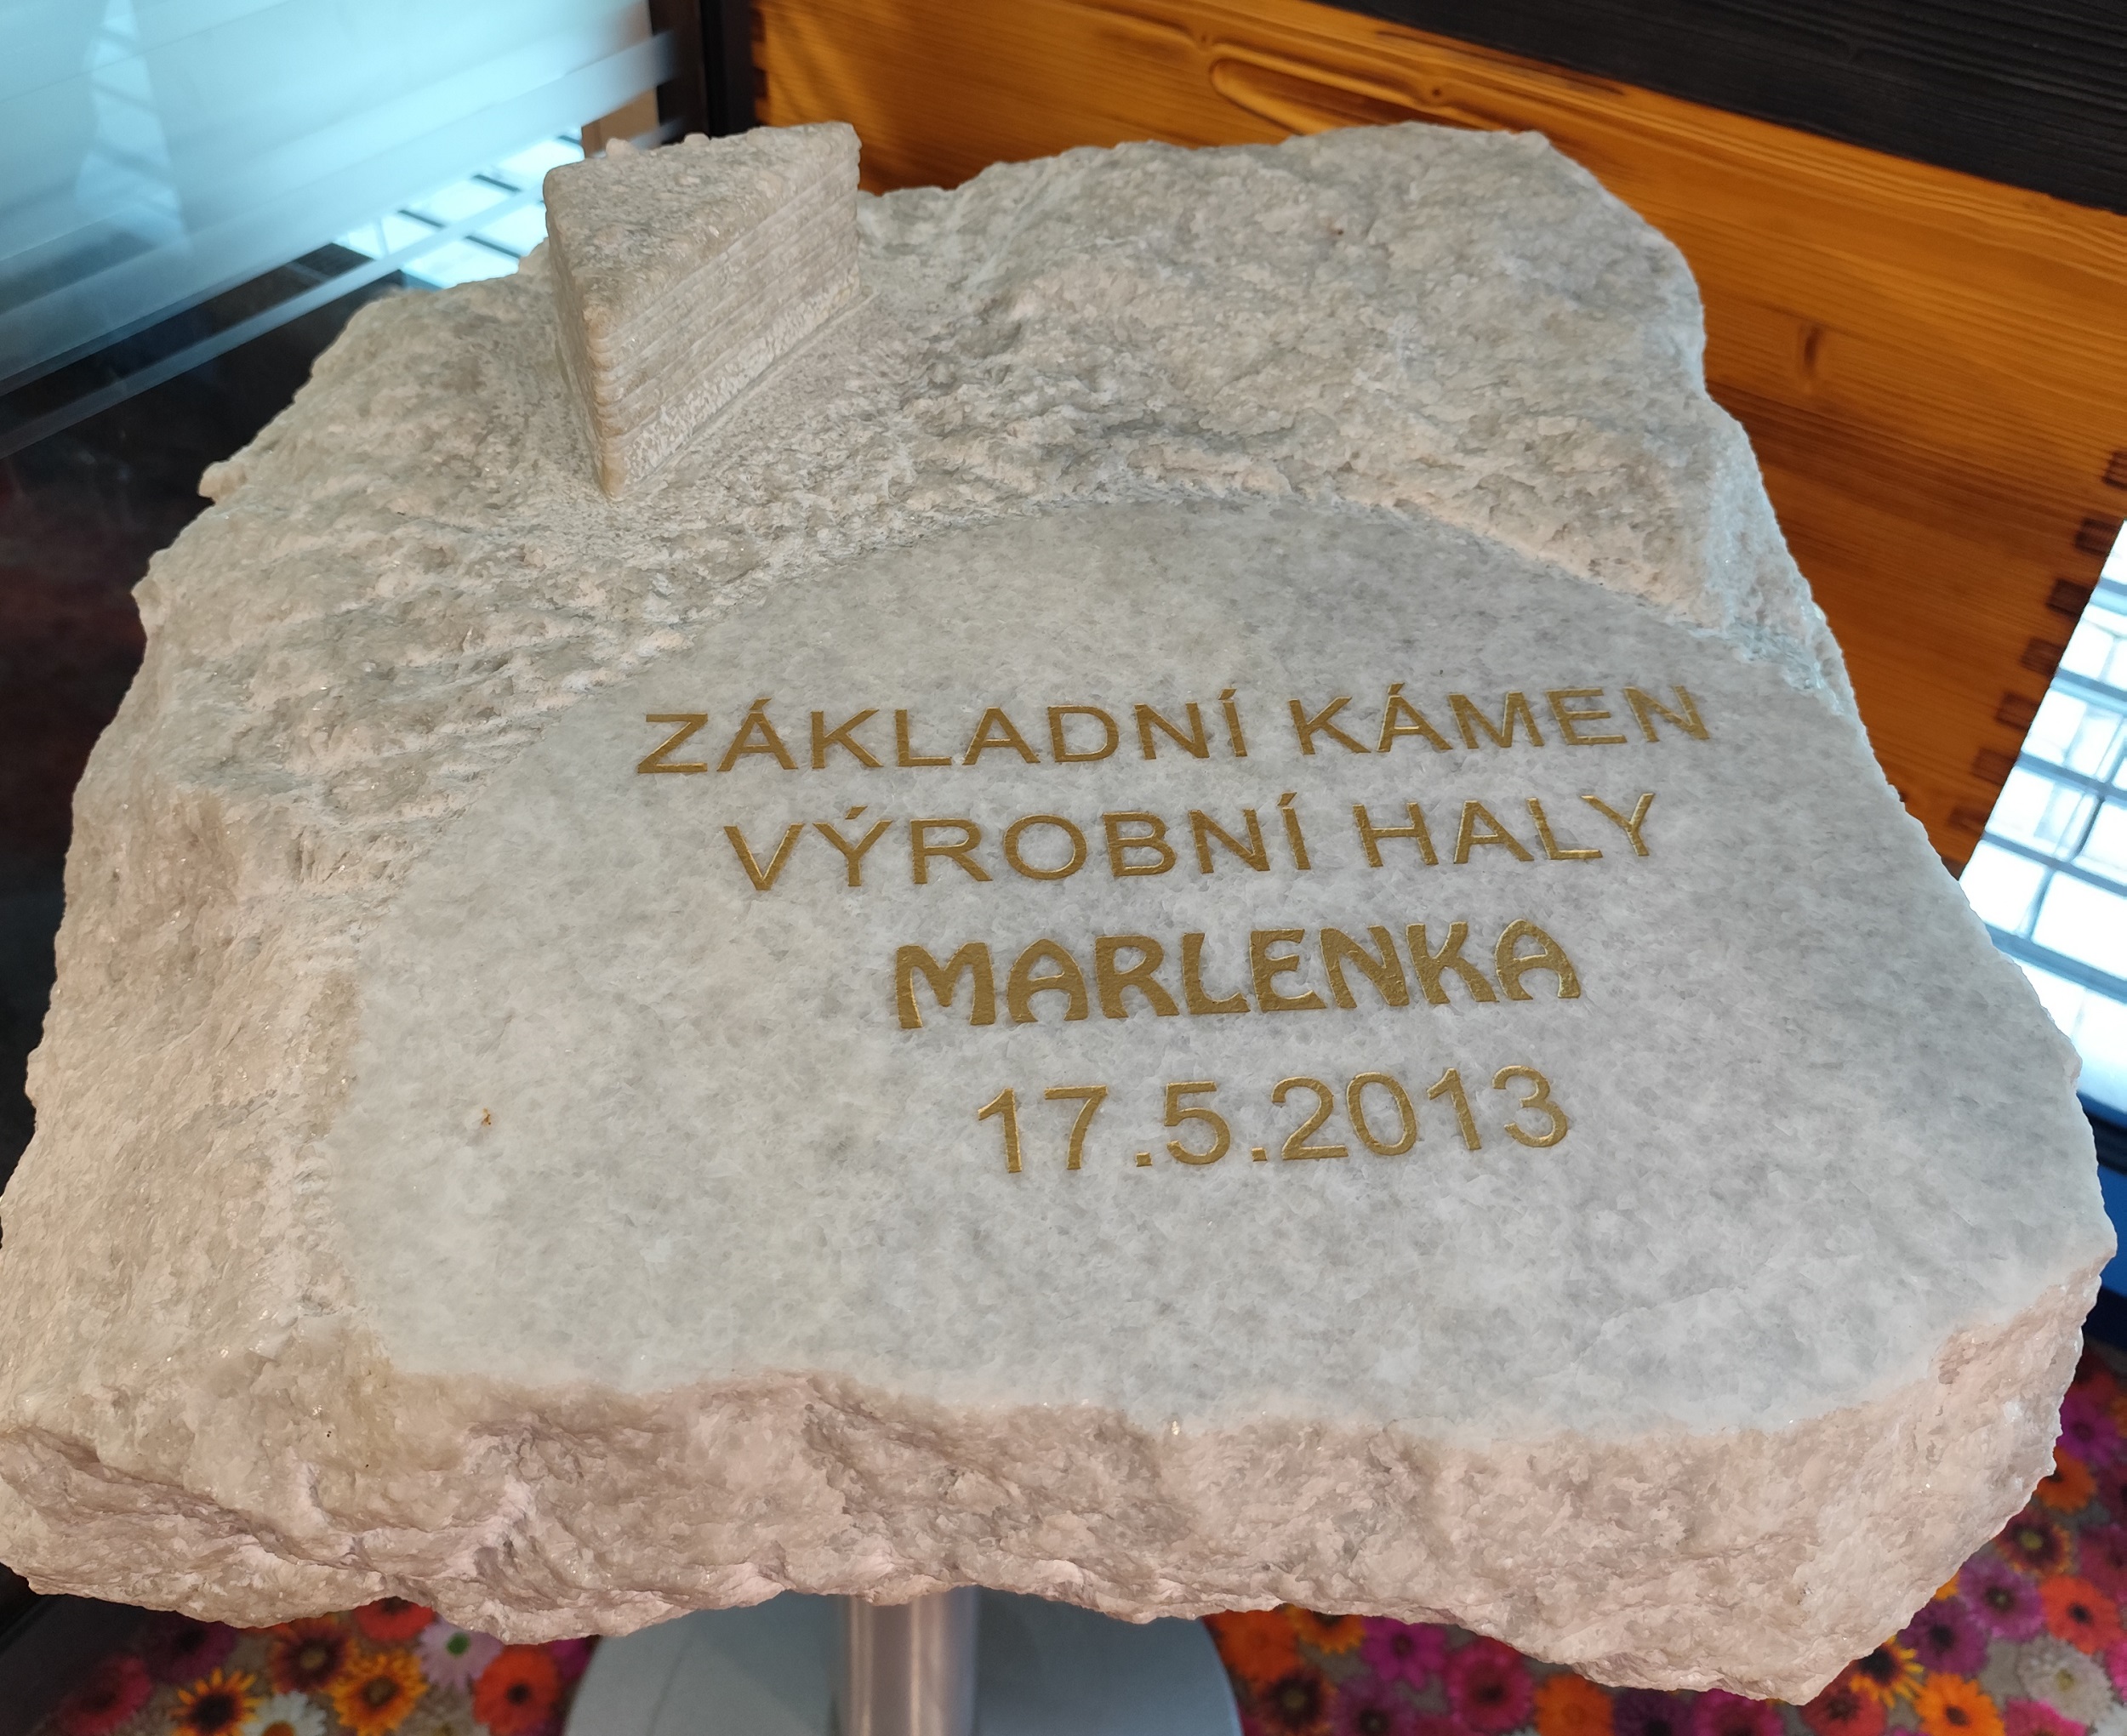 ZÁKLADNÍ KÁMEN
VÝROBNÍ HALY
MARLENKA
17.5.2013